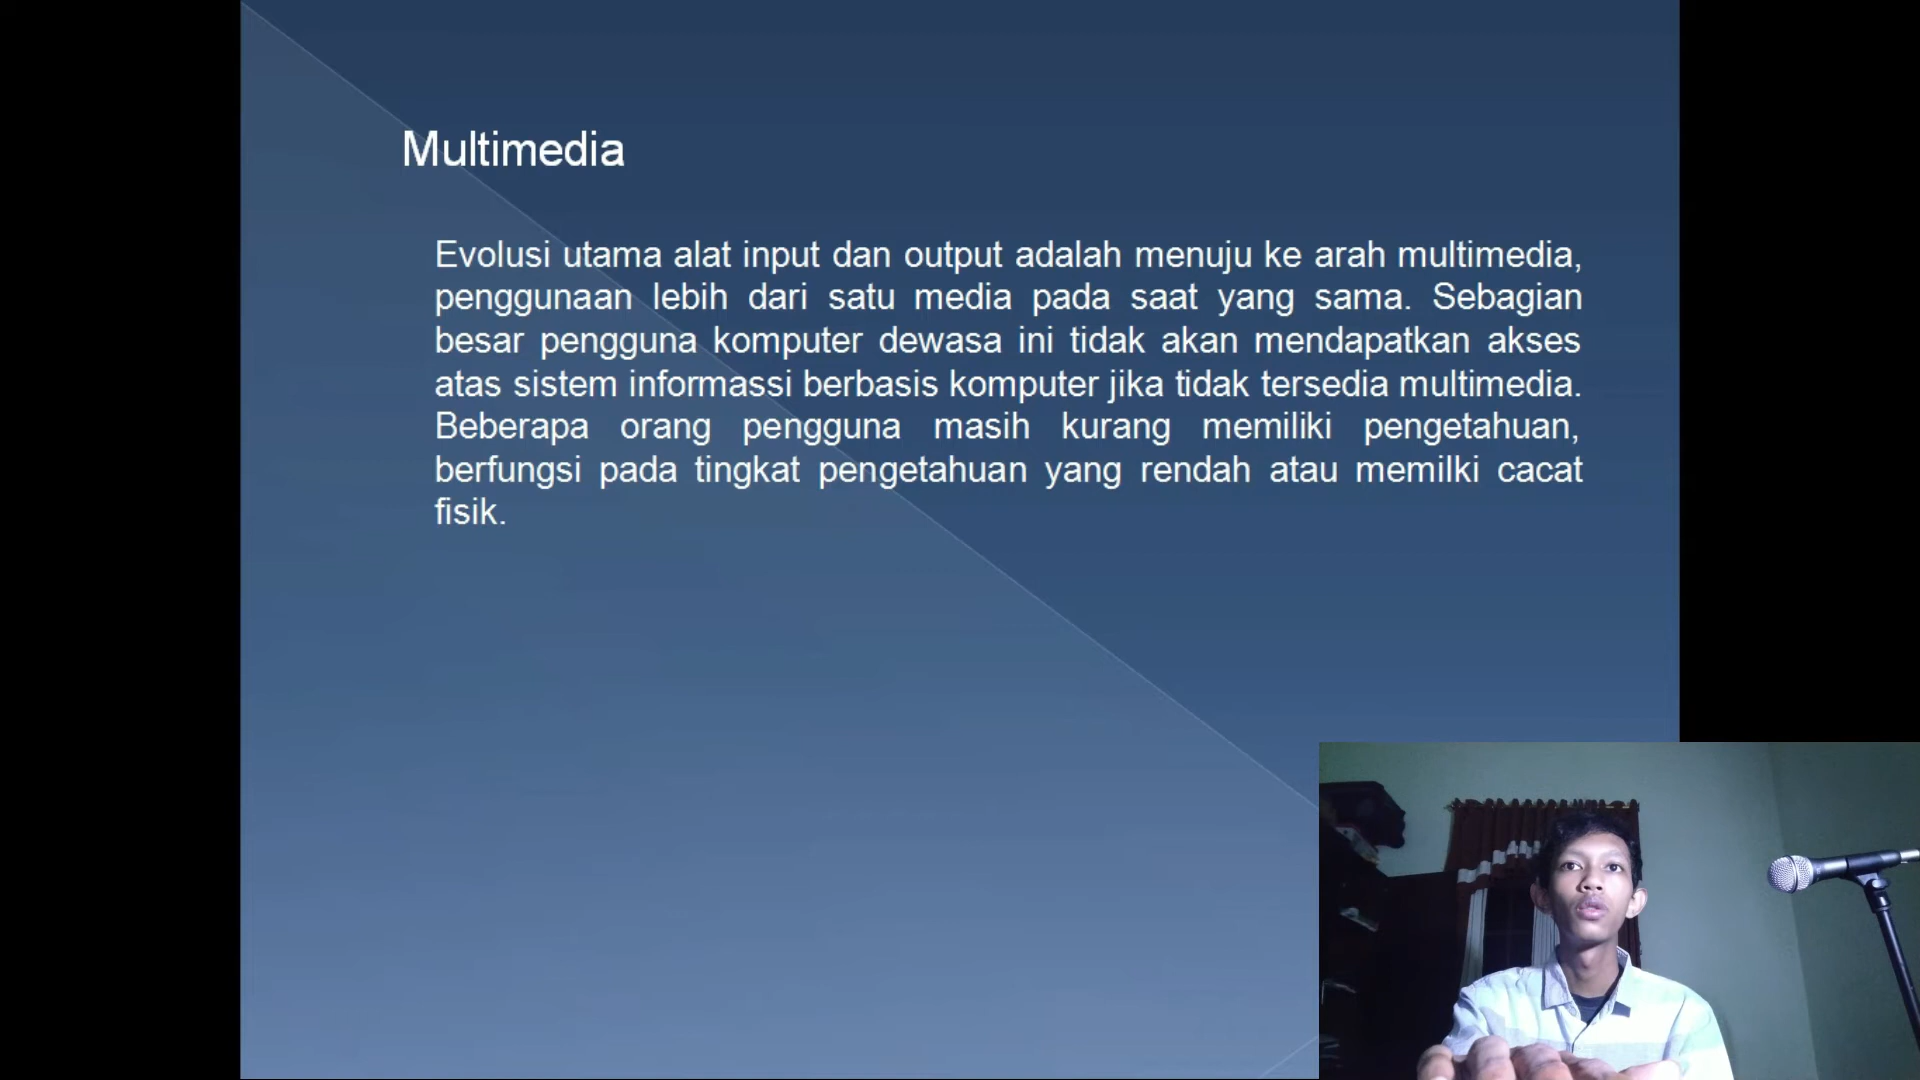 Multimedia
Evolusi utama alat input dan output adalah menuju ke arah multimedia,
penggunaan lebih dari satu media pada saat yang sama. Sebagian
besar pengguna komputer dewasa ini tidak akan mendapatkan akses
atas sistem informassi berbasis komputer jika tidak tersedia multimedia.
Beberapa orang pengguna masih kurang memiliki pengetahuan,
berfungsi pada tingkat pengetahuan yang rendah atau memilki cacat
fisik.